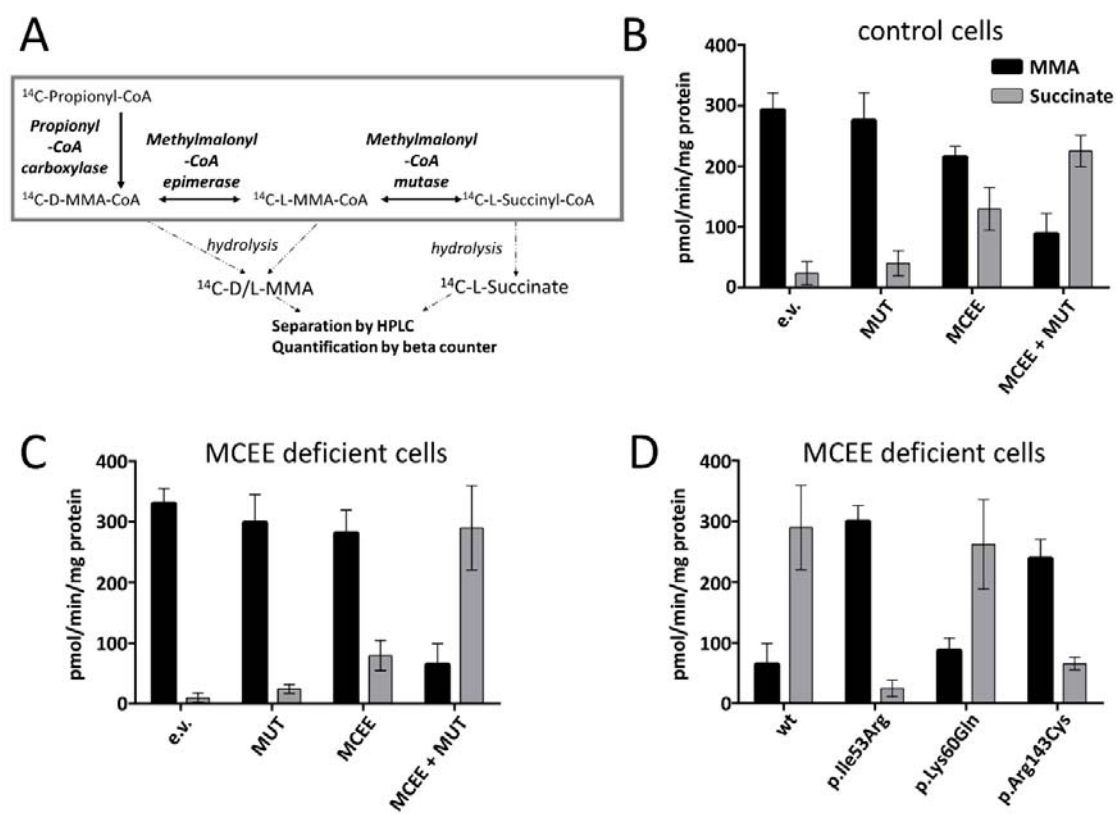 A
¹⁴C-Propionyl-CoA
Propionyl
-CoA
carboxylase
Methylmalonyl
-CoA
epimerase
Methylmalonyl
-CoA
mutase
¹⁴C-D-MMA-CoA
¹⁴C-L-MMA-CoA
¹⁴C-L-Succinyl-CoA
hydrolysis
hydrolysis
¹⁴C-D/L-MMA
¹⁴C-L-Succinate
Separation by HPLC
Quantification by beta counter
B
control cells
MMA
Succinate
pmol/min/mg protein
400
300
200
100
0
e.v.
MUT
MCEE
MCEE + MUT
C
MCEE deficient cells
pmol/min/mg protein
400
300
200
100
0
e.v.
MUT
MCEE
MCEE + MUT
D
MCEE deficient cells
pmol/min/mg protein
400
300
200
100
0
wt
p.Ile53Arg
p.Lys60Gln
p.Arg143Cys